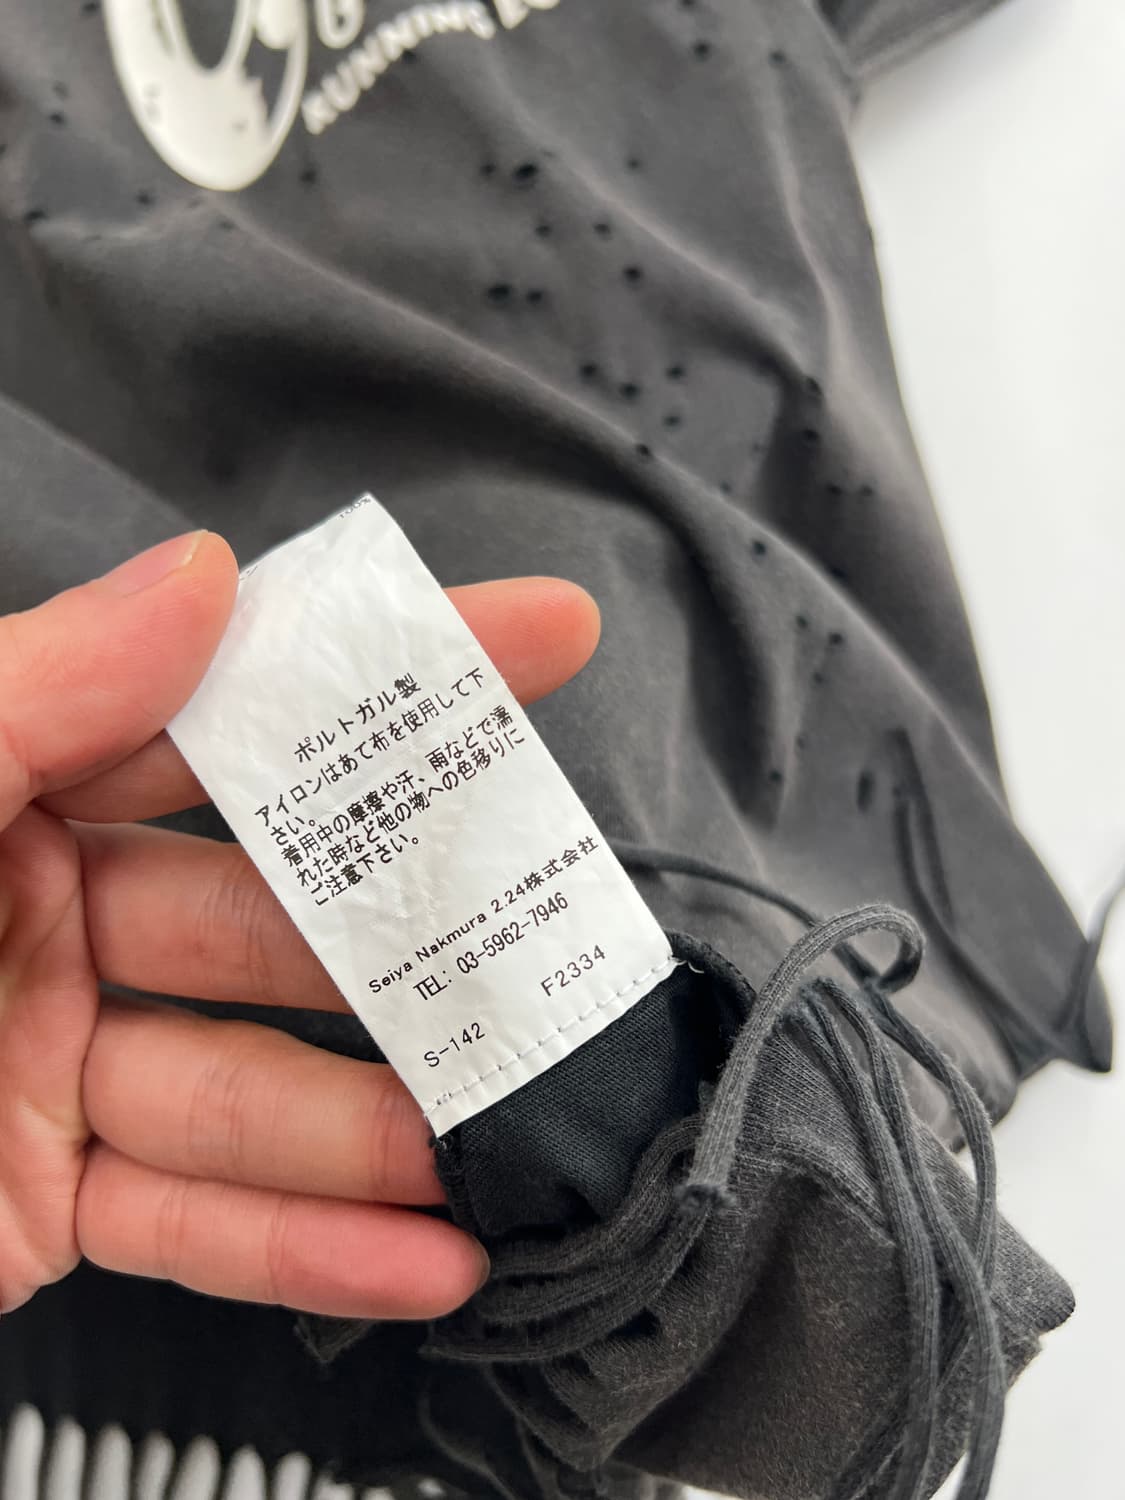 RUNNING
100%
ポルトガル製
アイロンはあて布を使用して下
さい。
着用中の摩擦や汗、雨などで濡
れた時など他の物への色移りに
ご注意下さい。
Seiya Nakmura 2.24株式会社
TEL: 03-5962-7946
F2334
S-142